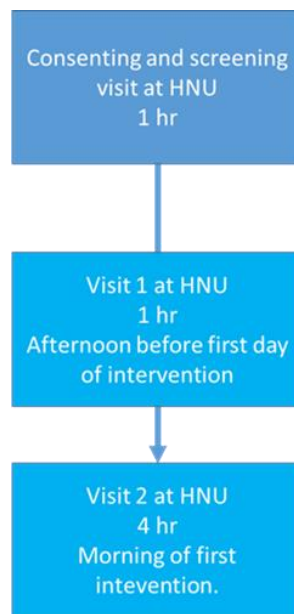 Consenting and screening
visit at HNU
1 hr
Visit 1 at HNU
1 hr
Afternoon before first day
of intervention
Visit 2 at HNU
4 hr
Morning of first
intevention.